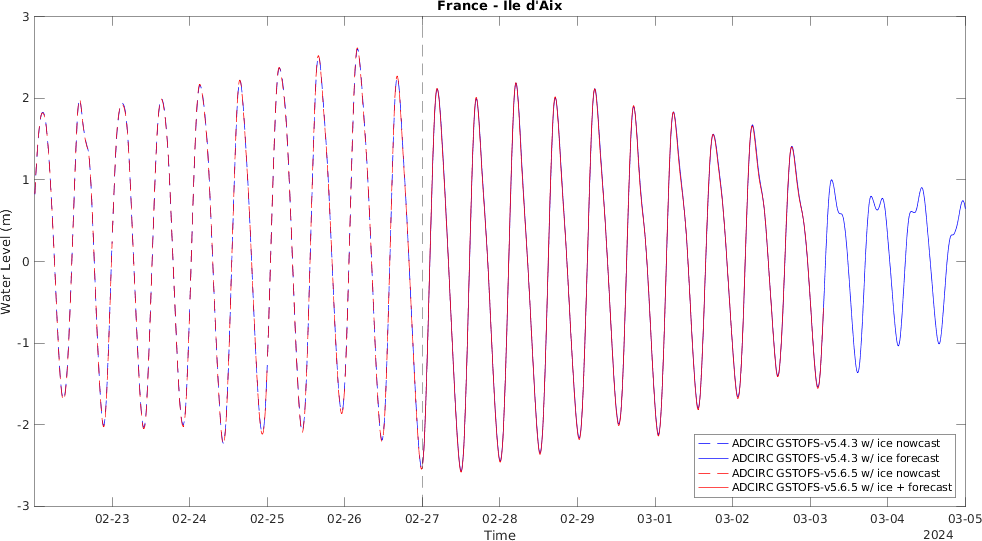 France - Ile d'Aix
3
2
1
0
-1
-2
-3
Water Level (m)
02-23 02-24 02-25 02-26 02-27 02-28 02-29 03-01 03-02 03-03 03-04 03-05
Time
2024
ADCIRC GSTOFS-v5.4.3 w/ ice nowcast
ADCIRC GSTOFS-v5.4.3 w/ ice forecast
ADCIRC GSTOFS-v5.6.5 w/ ice nowcast
ADCIRC GSTOFS-v5.6.5 w/ ice + forecast